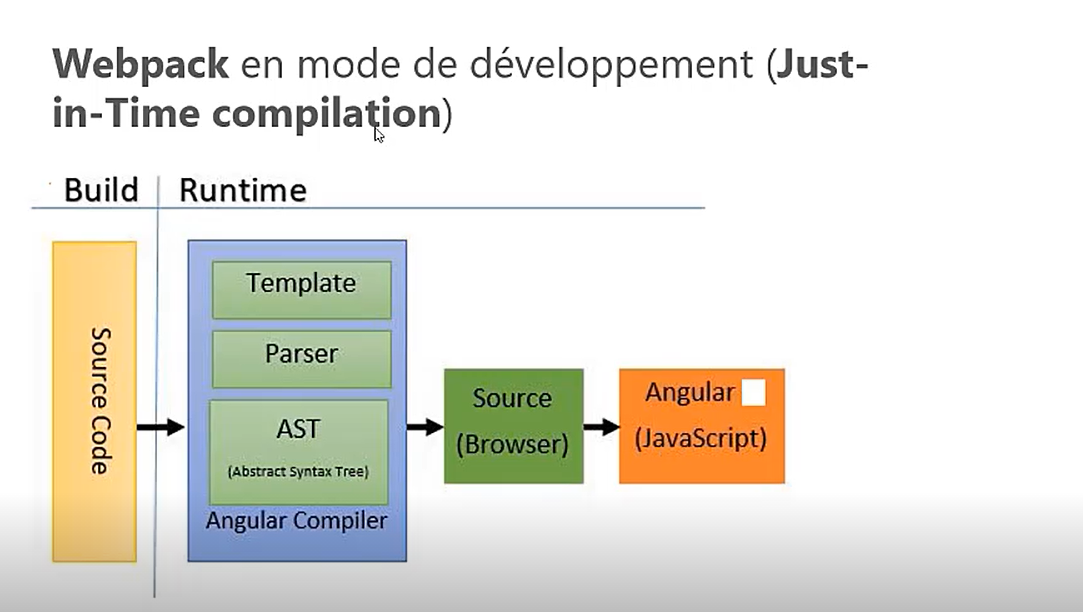 Webpack en mode de développement (Just-
in-Time compilation)
Build
Runtime
Source Code
Template
Parser
AST
(Abstract Syntax Tree)
Angular Compiler
Source
(Browser)
Angular
(JavaScript)